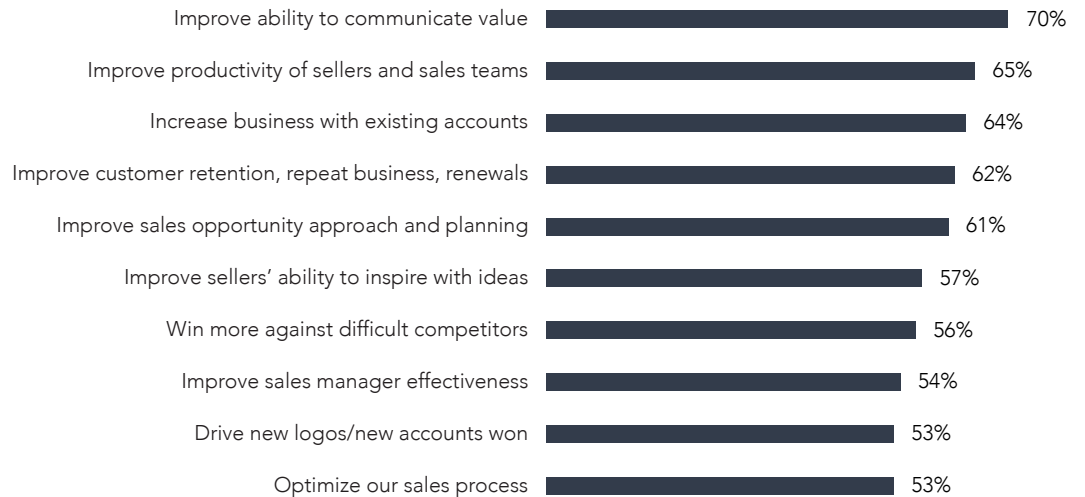 Improve ability to communicate value 70%
Improve productivity of sellers and sales teams 65%
Increase business with existing accounts 64%
Improve customer retention, repeat business, renewals 62%
Improve sales opportunity approach and planning 61%
Improve sellers’ ability to inspire with ideas 57%
Win more against difficult competitors 56%
Improve sales manager effectiveness 54%
Drive new logos/new accounts won 53%
Optimize our sales process 53%